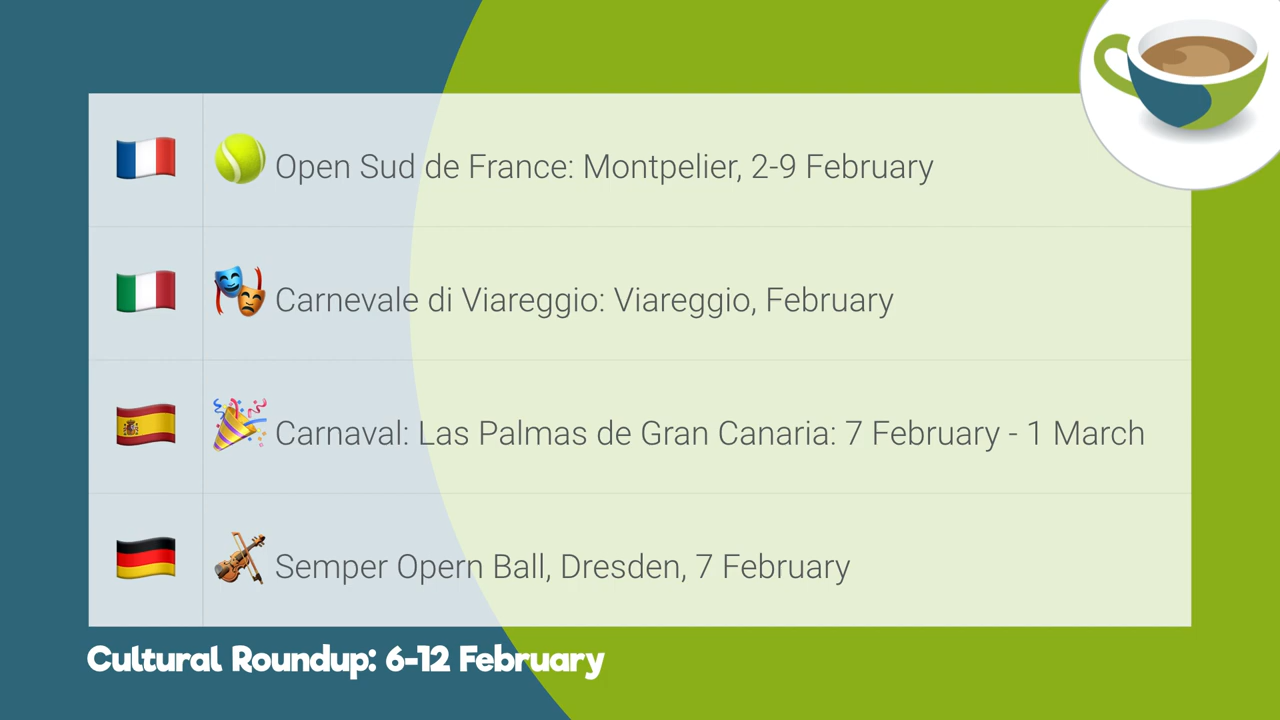 Open Sud de France: Montpelier, 2-9 February
Carnevale di Viareggio: Viareggio, February
Carnaval: Las Palmas de Gran Canaria: 7 February - 1 March
Semper Opern Ball, Dresden, 7 February
Cultural Roundup: 6-12 February